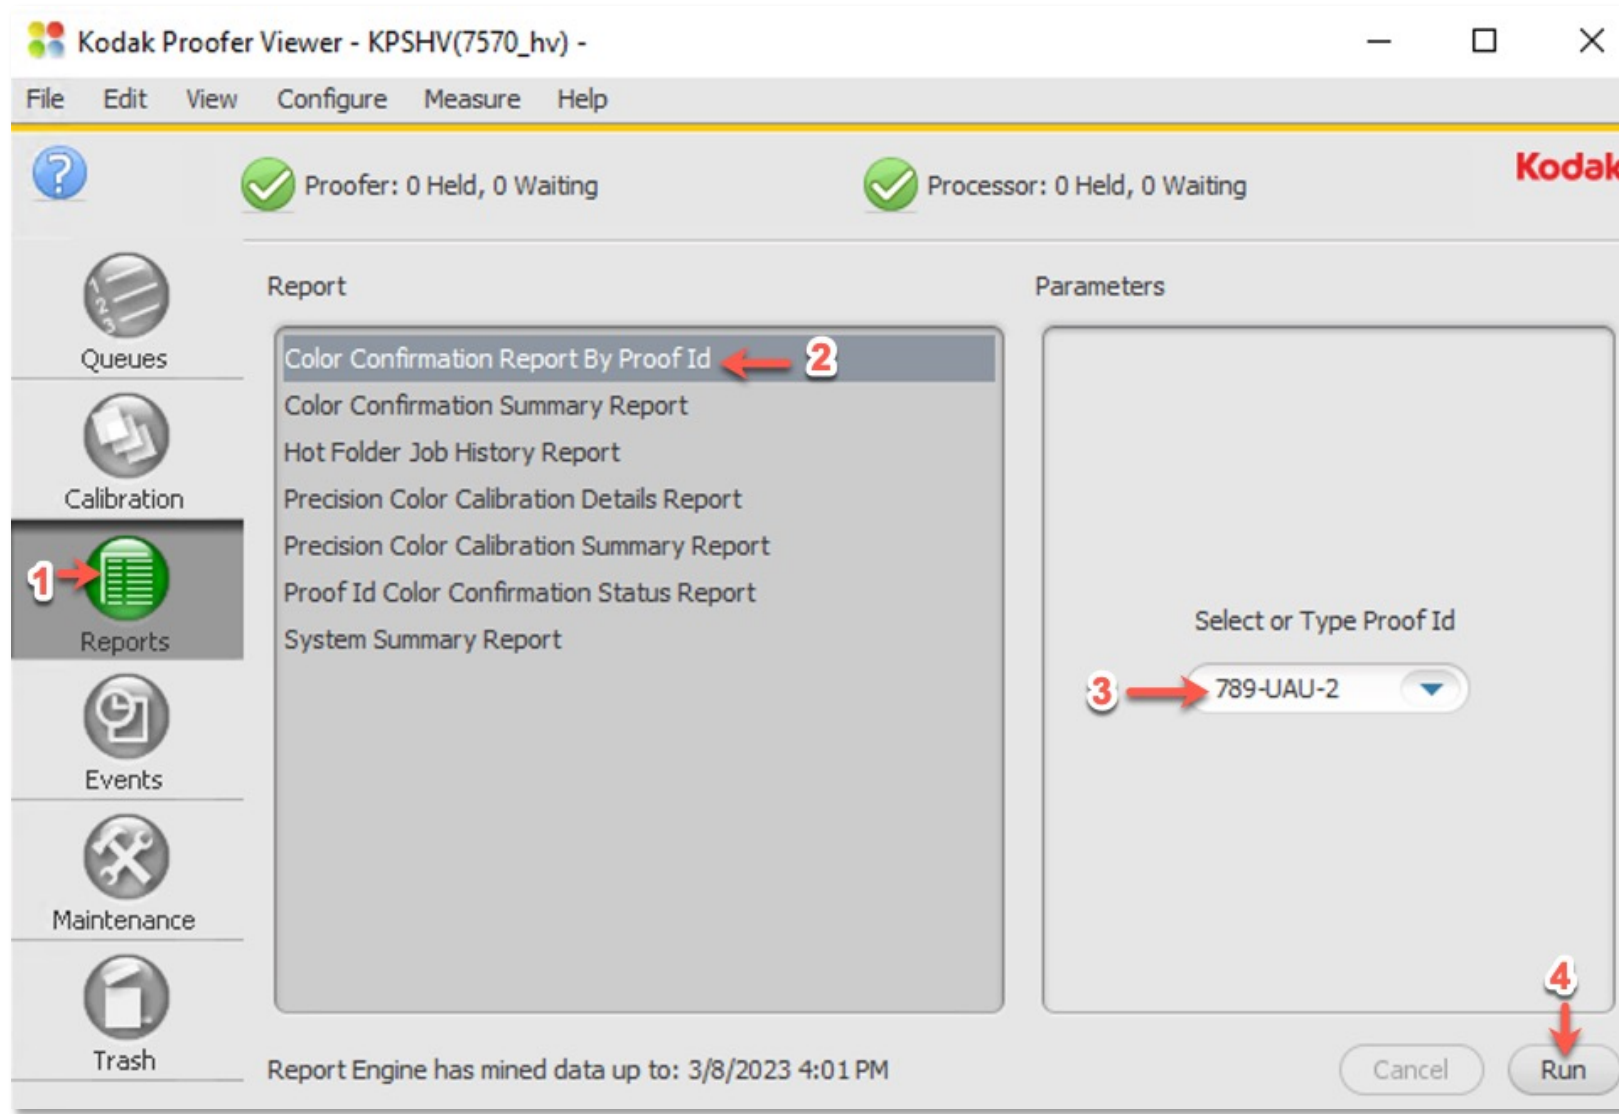 Kodak Proofer Viewer - KPSHV(7570_hv) -
File Edit View Configure Measure Help
Proofer: 0 Held, 0 Waiting
Processor: 0 Held, 0 Waiting
Kodak
Queues
Calibration
1
Reports
Events
Maintenance
Trash
Report
Color Confirmation Report By Proof Id 2
Color Confirmation Summary Report
Hot Folder Job History Report
Precision Color Calibration Details Report
Precision Color Calibration Summary Report
Proof Id Color Confirmation Status Report
System Summary Report
Parameters
Select or Type Proof Id
3 789-UAU-2
4
Report Engine has mined data up to: 3/8/2023 4:01 PM
Cancel Run